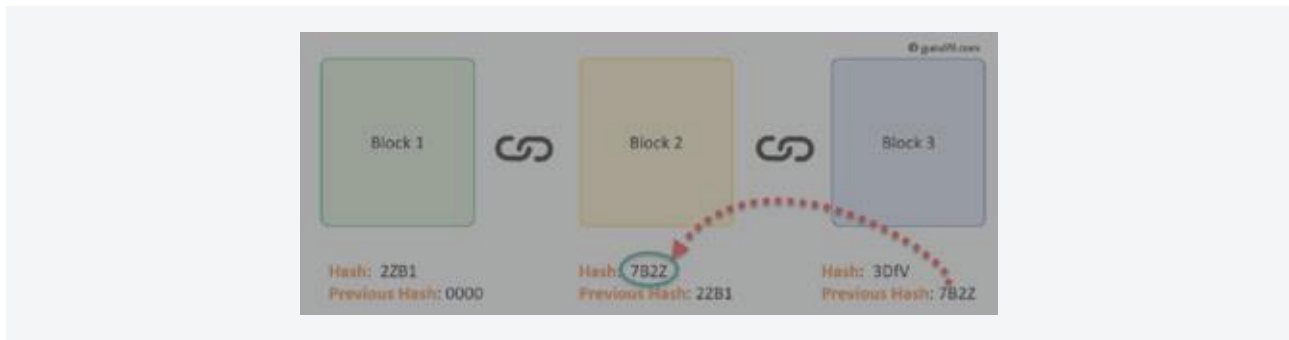 Block 1
Block 2
Block 3
Hash: 2ZB1
Previous Hash: 0000
Hash: 7B2Z
Previous Hash: 2ZB1
Hash: 3DfV
Previous Hash: 7B2Z